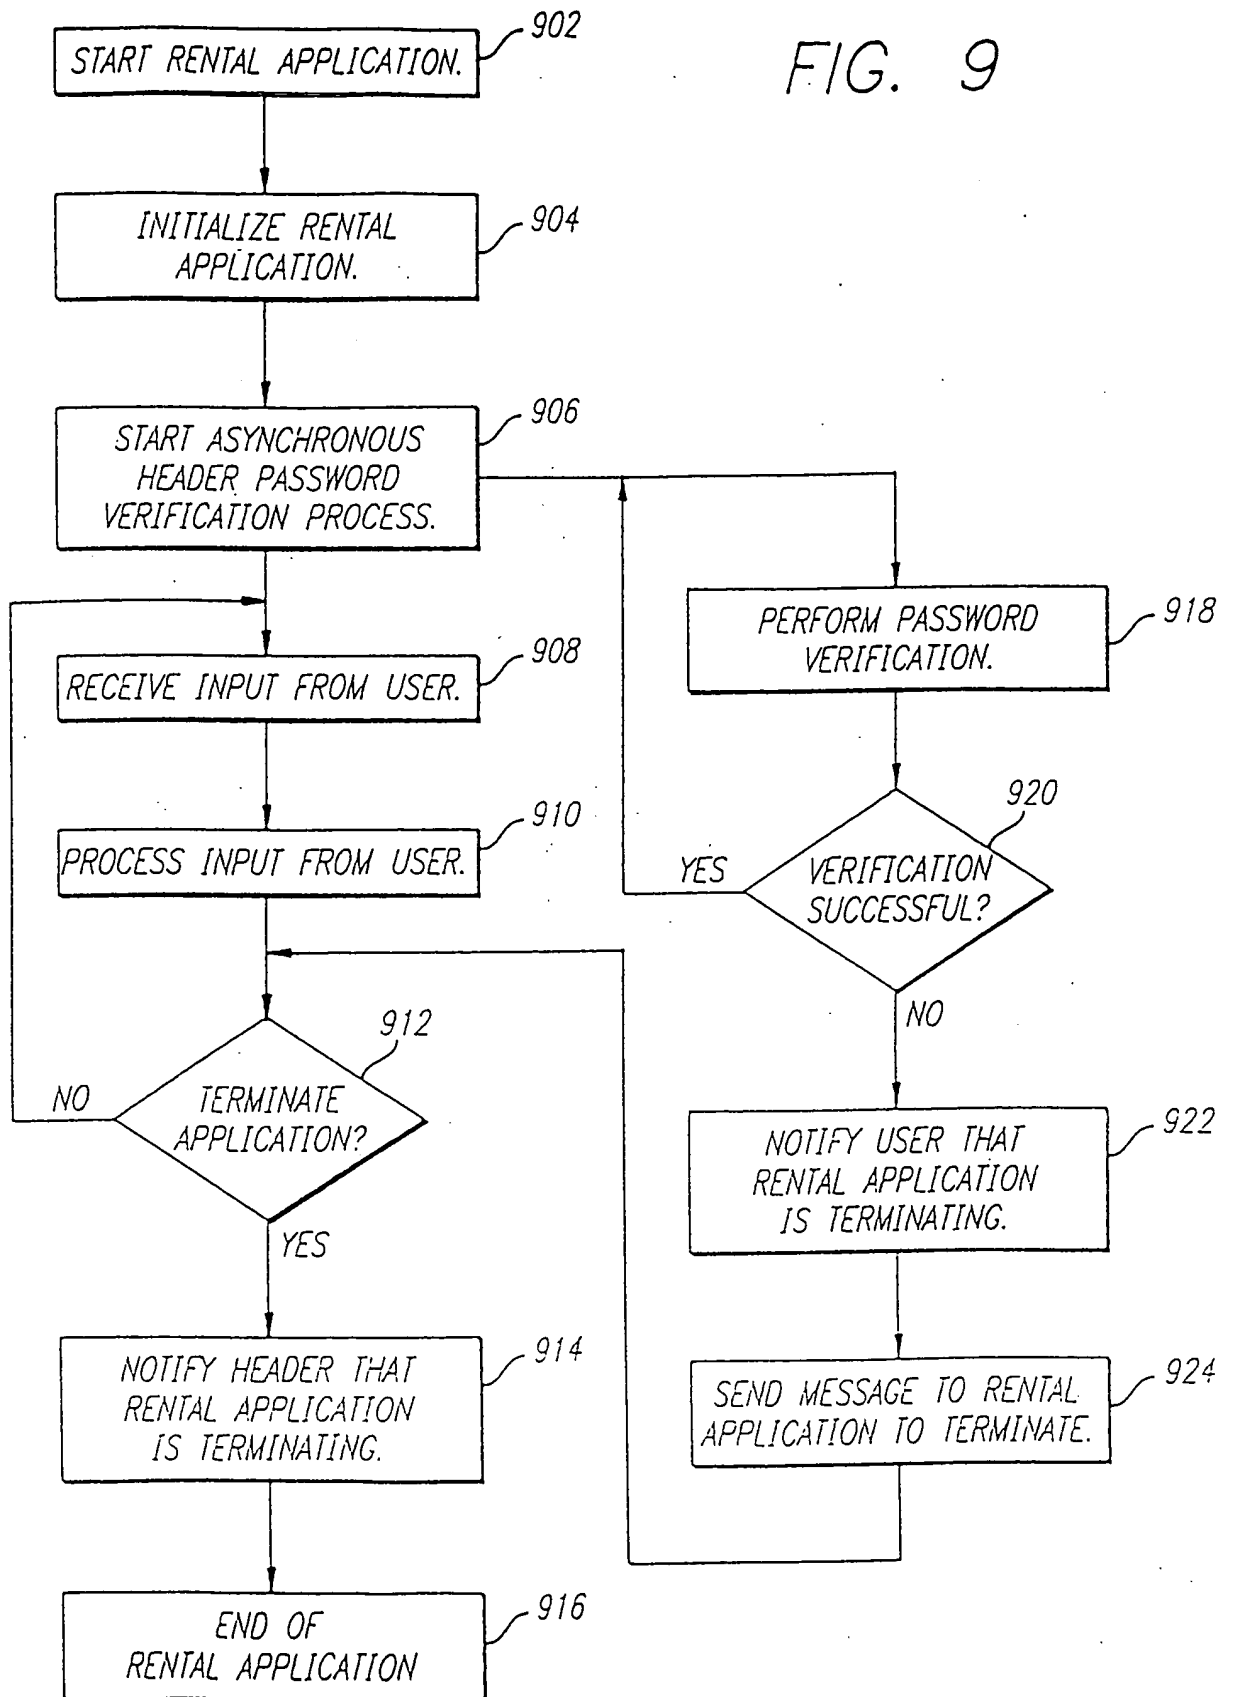 FIG. 9
902
START RENTAL APPLICATION.
904
INITIALIZE RENTAL
APPLICATION.
906
START ASYNCHRONOUS
HEADER PASSWORD
VERIFICATION PROCESS.
908
RECEIVE INPUT FROM USER.
910
PROCESS INPUT FROM USER.
912
TERMINATE
APPLICATION?
NO
YES
914
NOTIFY HEADER THAT
RENTAL APPLICATION
IS TERMINATING.
916
END OF
RENTAL APPLICATION
918
PERFORM PASSWORD
VERIFICATION.
920
VERIFICATION
SUCCESSFUL?
YES
NO
922
NOTIFY USER THAT
RENTAL APPLICATION
IS TERMINATING.
924
SEND MESSAGE TO RENTAL
APPLICATION TO TERMINATE.